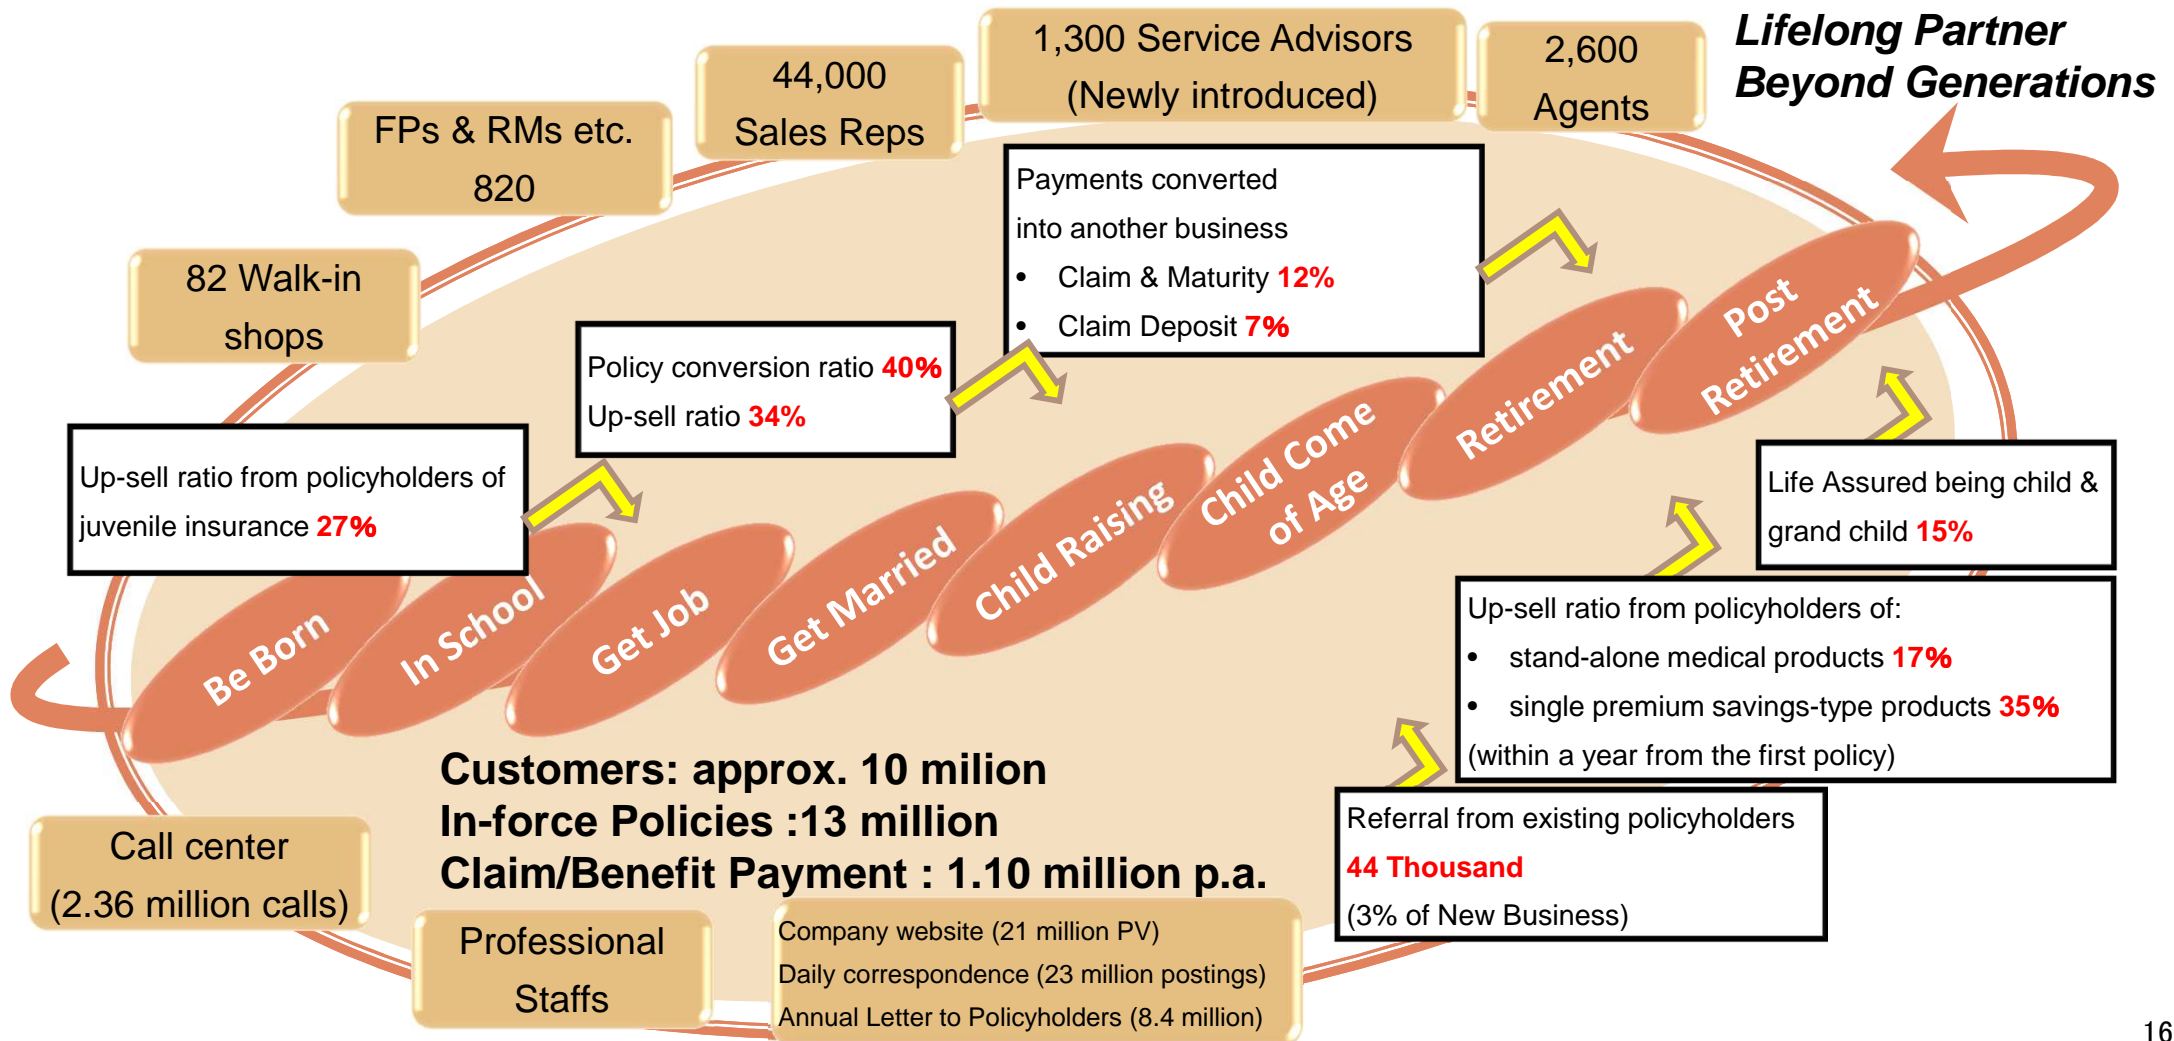 Lifelong Partner
Beyond Generations
1,300 Service Advisors
(Newly introduced)
2,600
Agents
44,000
Sales Reps
FPs & RMs etc.
820
82 Walk-in
shops
Payments converted
into another business
• Claim & Maturity 12%
• Claim Deposit 7%
Policy conversion ratio 40%
Up-sell ratio 34%
Up-sell ratio from policyholders of
juvenile insurance 27%
Be Born
In School
Get Job
Get Married
Child Raising
Child Come
of Age
Retirement
Post
Retirement
Life Assured being child &
grand child 15%
Up-sell ratio from policyholders of:
• stand-alone medical products 17%
• single premium savings-type products 35%
(within a year from the first policy)
Referral from existing policyholders
44 Thousand
(3% of New Business)
Customers: approx. 10 milion
In-force Policies :13 million
Claim/Benefit Payment : 1.10 million p.a.
Call center
(2.36 million calls)
Professional
Staffs
Company website (21 million PV)
Daily correspondence (23 million postings)
Annual Letter to Policyholders (8.4 million)
16